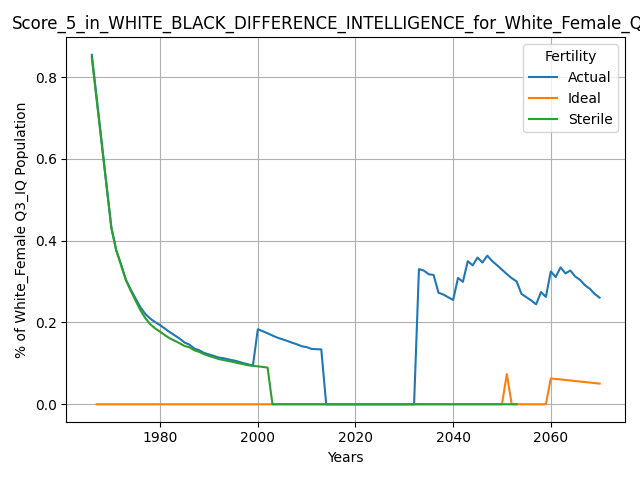 Score_5_in_WHITE_BLACK_DIFFERENCE_INTELLIGENCE_for_White_Female_Q
Fertility
Actual
Ideal
Sterile
% of White_Female Q3_IQ Population
0.8
0.6
0.4
0.2
0.0
1980
2000
2020
2040
2060
Years